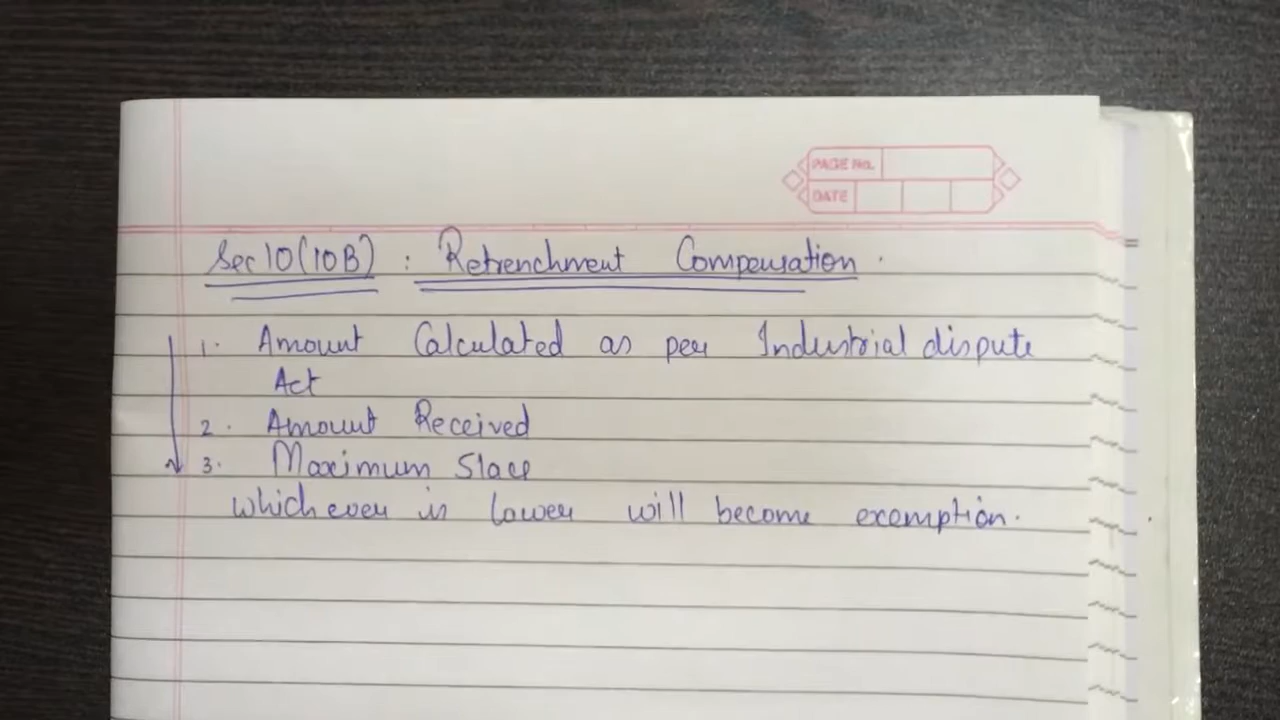 PAGE No.
DATE
Sec 10(10B) : Retrenchment Compensation.
1. Amount Calculated as per Industrial dispute
Act
2. Amount Received
3. Maximum Slab
whichever is lower will become exemption.